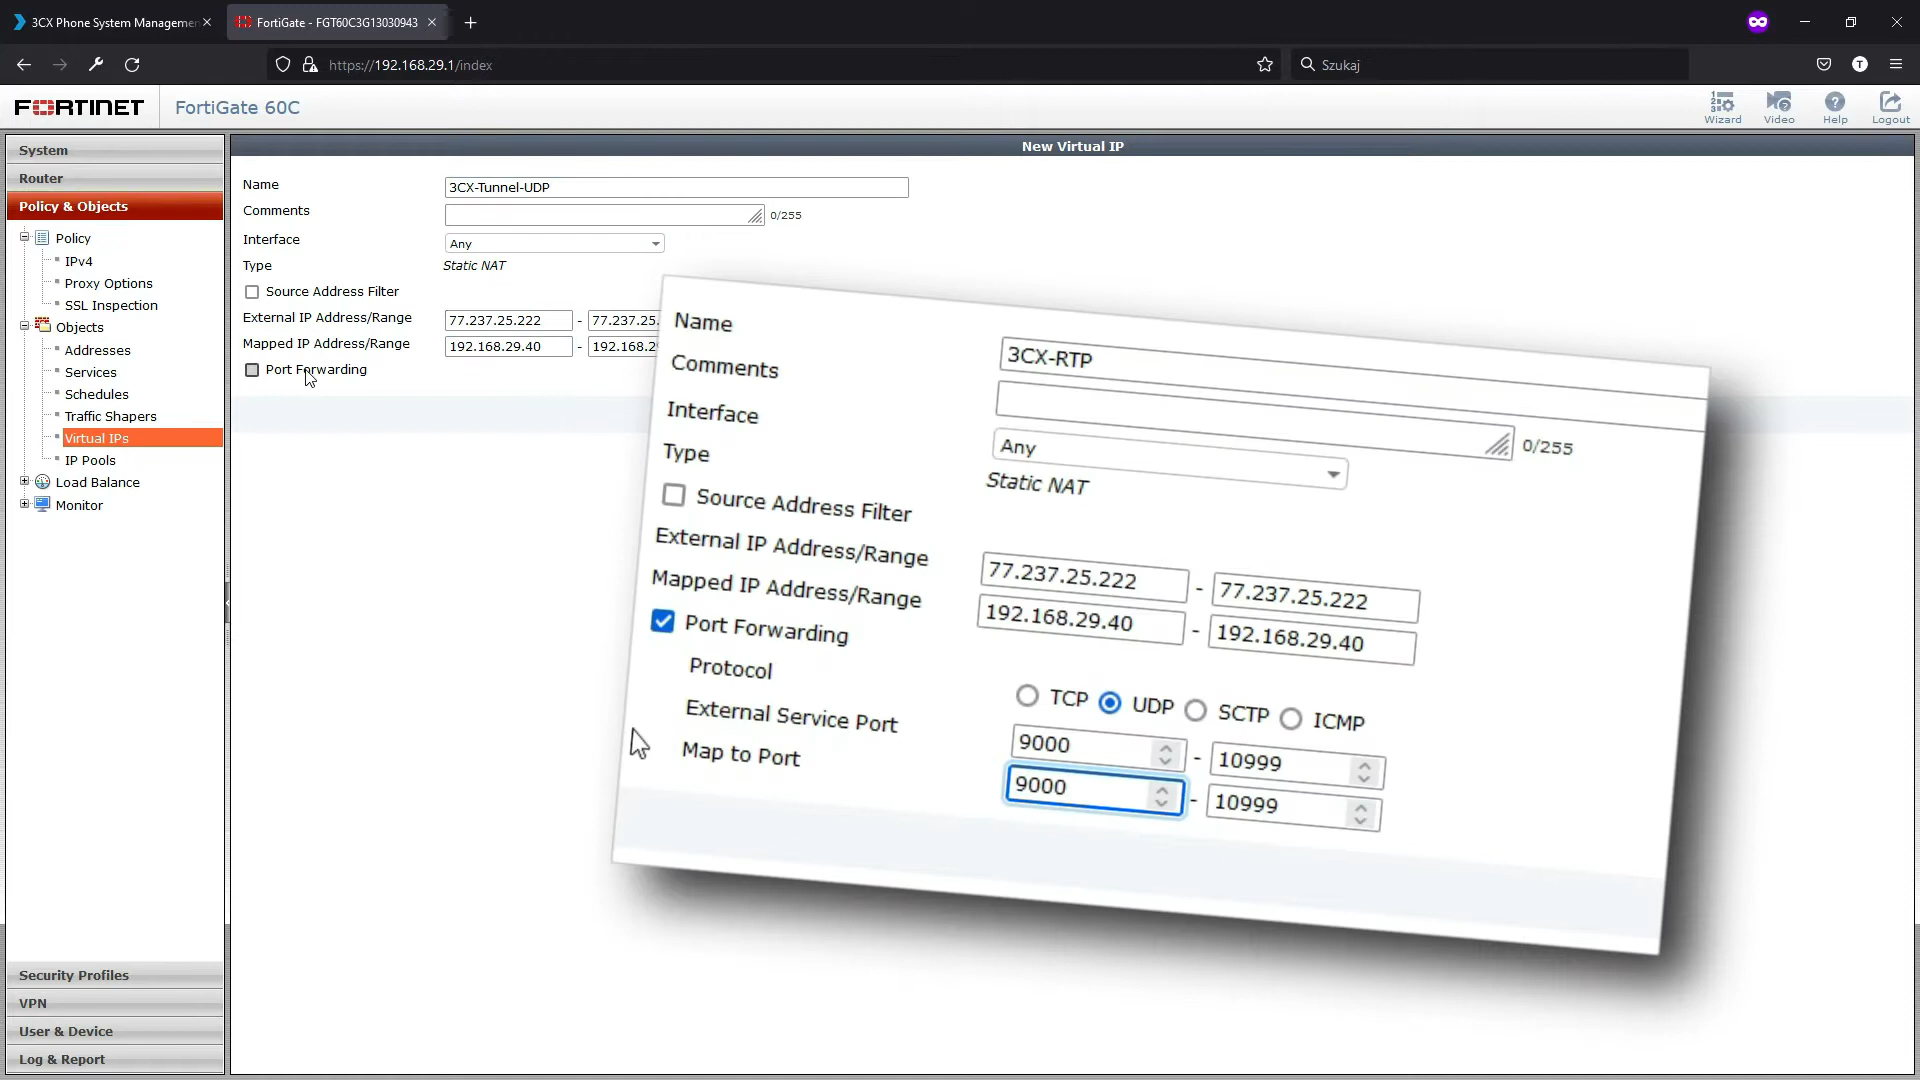 3CX Phone System Managemen
FortiGate - FGT60C3G13030943
https://192.168.29.1/index
Szukaj
T
FORTINET
FortiGate 60C
Wizard
Video
Help
Logout
System
Router
Policy & Objects
Policy
IPv4
Proxy Options
SSL Inspection
Objects
Addresses
Services
Schedules
Traffic Shapers
Virtual IPs
IP Pools
Load Balance
Monitor
Security Profiles
VPN
User & Device
Log & Report
New Virtual IP
Name 3CX-Tunnel-UDP
Comments 0/255
Interface Any
Type Static NAT
Source Address Filter
External IP Address/Range 77.237.25.222 - 77.237.25.
Mapped IP Address/Range 192.168.29.40 - 192.168.2
Port Forwarding
Name 3CX-RTP
Comments 0/255
Interface Any
Type Static NAT
Source Address Filter
External IP Address/Range 77.237.25.222 - 77.237.25.222
Mapped IP Address/Range 192.168.29.40 - 192.168.29.40
Port Forwarding
Protocol TCP UDP SCTP ICMP
External Service Port 9000 - 10999
Map to Port 9000 - 10999